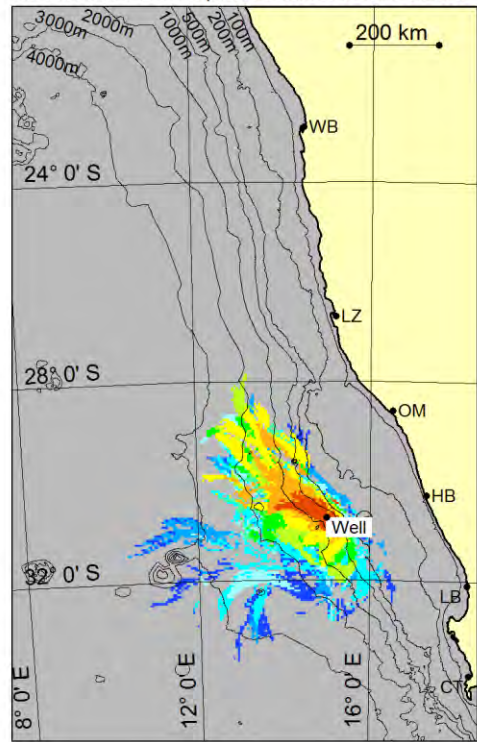 3000m
2000m
1000m
500m
200m
100m
4000m
200 km
WB
24° 0' S
LZ
28° 0' S
OM
HB
Well
32° 0' S
LB
CT
8° 0' E
12° 0' E
16° 0' E